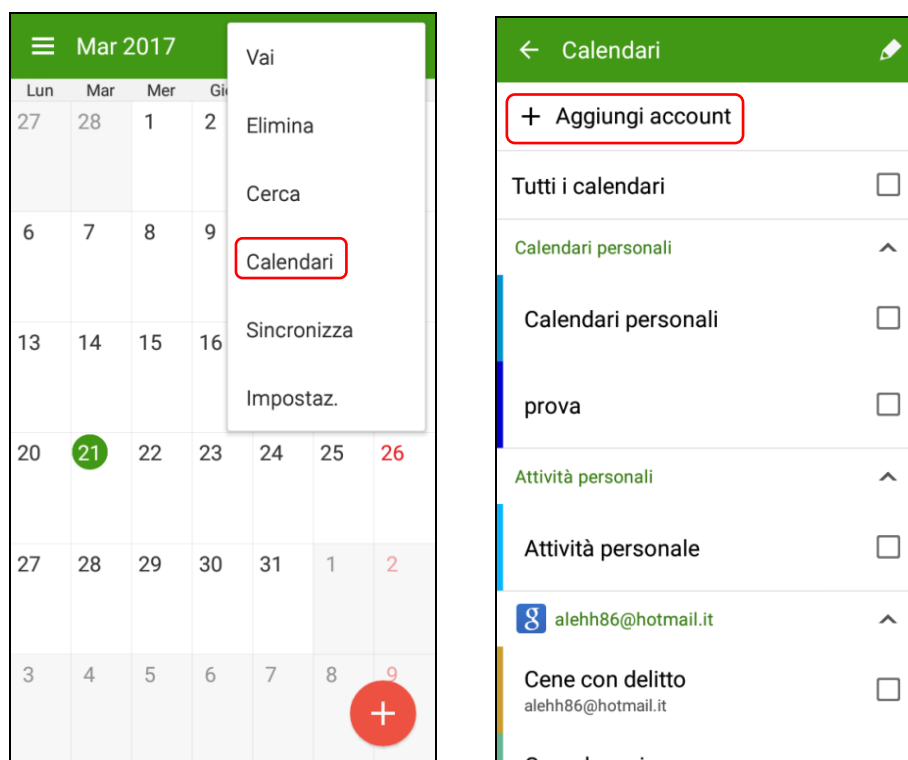 Mar 2017
Vai
Lun Mar Mer
27 28 1 2
Elimina
Cerca
6 7 8 9
Calendari
Sincronizza
13 14 15 16
Impostaz.
20 21 22 23 24 25 26
27 28 29 30 31 1 2
3 4 5 6 7 8 9
+
← Calendari
+ Aggiungi account
Tutti i calendari
Calendari personali
Calendari personali
prova
Attività personali
Attività personale
g alehh86@hotmail.it
Cene con delitto
alehh86@hotmail.it